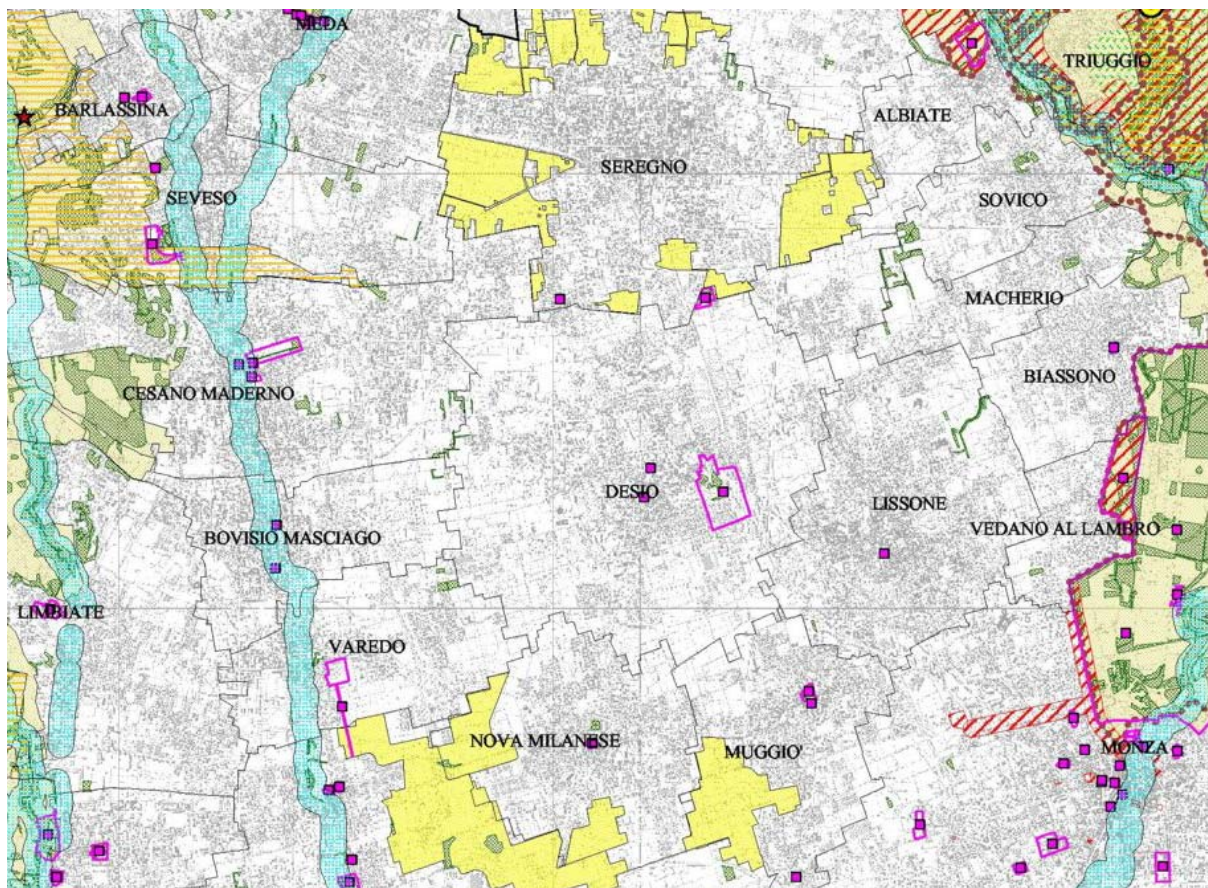 MEDA
TRIUGGIO
BARLASSINA
ALBIATE
SEREGNO
SEVESO
SOVICO
MACHERIO
BIASSONO
CESANO MADERNO
DESIO
LISSONE
VEDANO AL LAMBRO
BOVISIO MASCIAGO
LIMBIATE
VAREDO
NOVA MILANESE
MUGGIO'
MONZA